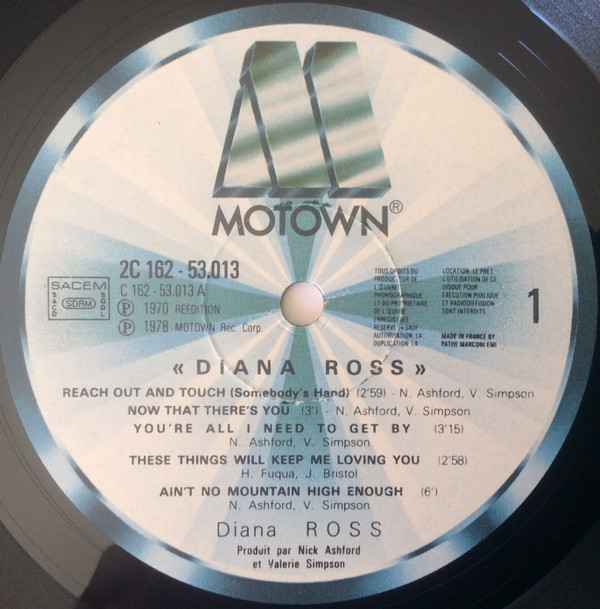 MOTOWN®
2C 162 - 53.013
C 162 - 53.013 A
Ⓟ 1970 REEDITION
Ⓟ 1978 MOTOWN Rec. Corp
SACEM
SACD
SDRM
SGDL
TOUS DROITS DU
PRODUCTEUR DE
L'ŒUVRE
PHONOGRAPHIQUE
ET DU PROPRIETAIRE
DE L'ŒUVRE
ENREGISTREE
RESERVES - SAUF
AUTORISATION LA
DUPLICATION LA
LOCATION, LE PRET
L'UTILISATION DE CE
DISQUE POUR
EXECUTION PUBLIQUE
ET RADIODIFFUSION
SONT INTERDITS
MADE IN FRANCE BY
PATHE MARCONI EMI
1
« DIANA ROSS »
REACH OUT AND TOUCH (Somebody's Hand) (2'59) - N. Ashford, V. Simpson
NOW THAT THERE'S YOU (3') - N. Ashford, V. Simpson
YOU'RE ALL I NEED TO GET BY (3'15)
N. Ashford, V. Simpson
THESE THINGS WILL KEEP ME LOVING YOU (2'58)
H. Fuqua, J. Bristol
AIN'T NO MOUNTAIN HIGH ENOUGH (6')
N. Ashford, V. Simpson
Diana ROSS
Produit par Nick Ashford
et Valerie Simpson